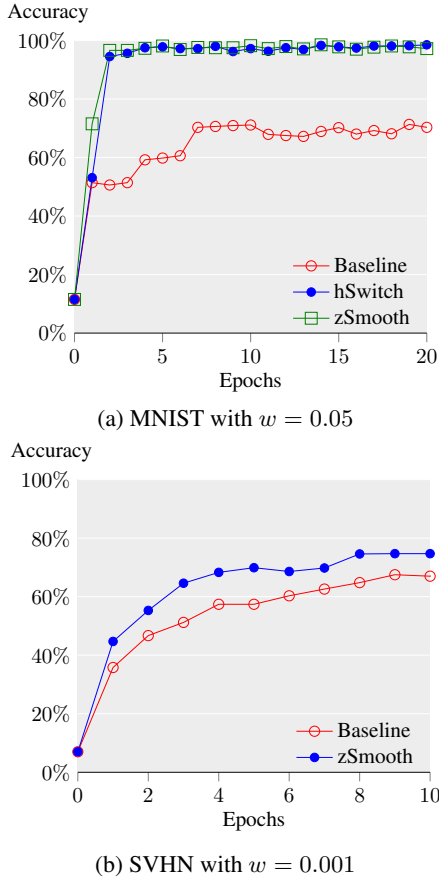 Accuracy
100%
80%
60%
40%
20%
0%
Baseline
hSwitch
zSmooth
0 5 10 15 20
Epochs
(a) MNIST with w = 0.05
Accuracy
100%
80%
60%
40%
20%
0%
Baseline
zSmooth
0 2 4 6 8 10
Epochs
(b) SVHN with w = 0.001